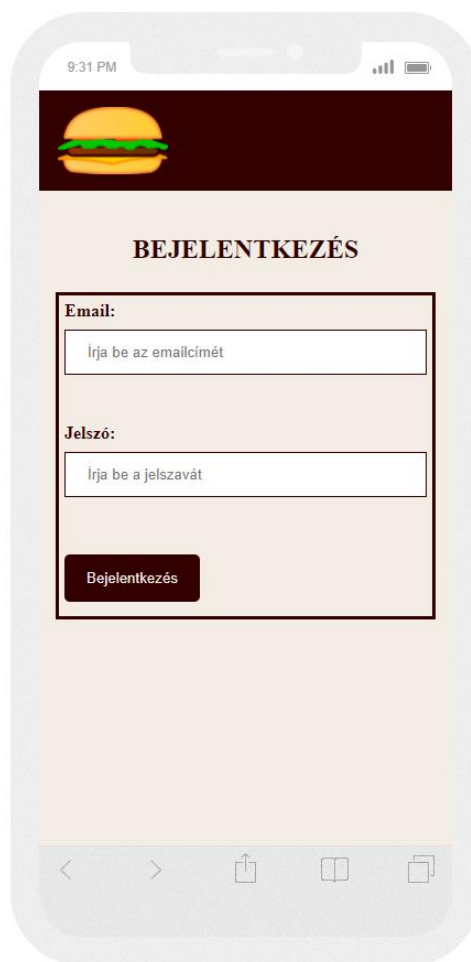 9:31 PM
BEJELENTKEZÉS
Email:
Írja be az emailcímét
Jelszó:
Írja be a jelszavát
Bejelentkezés